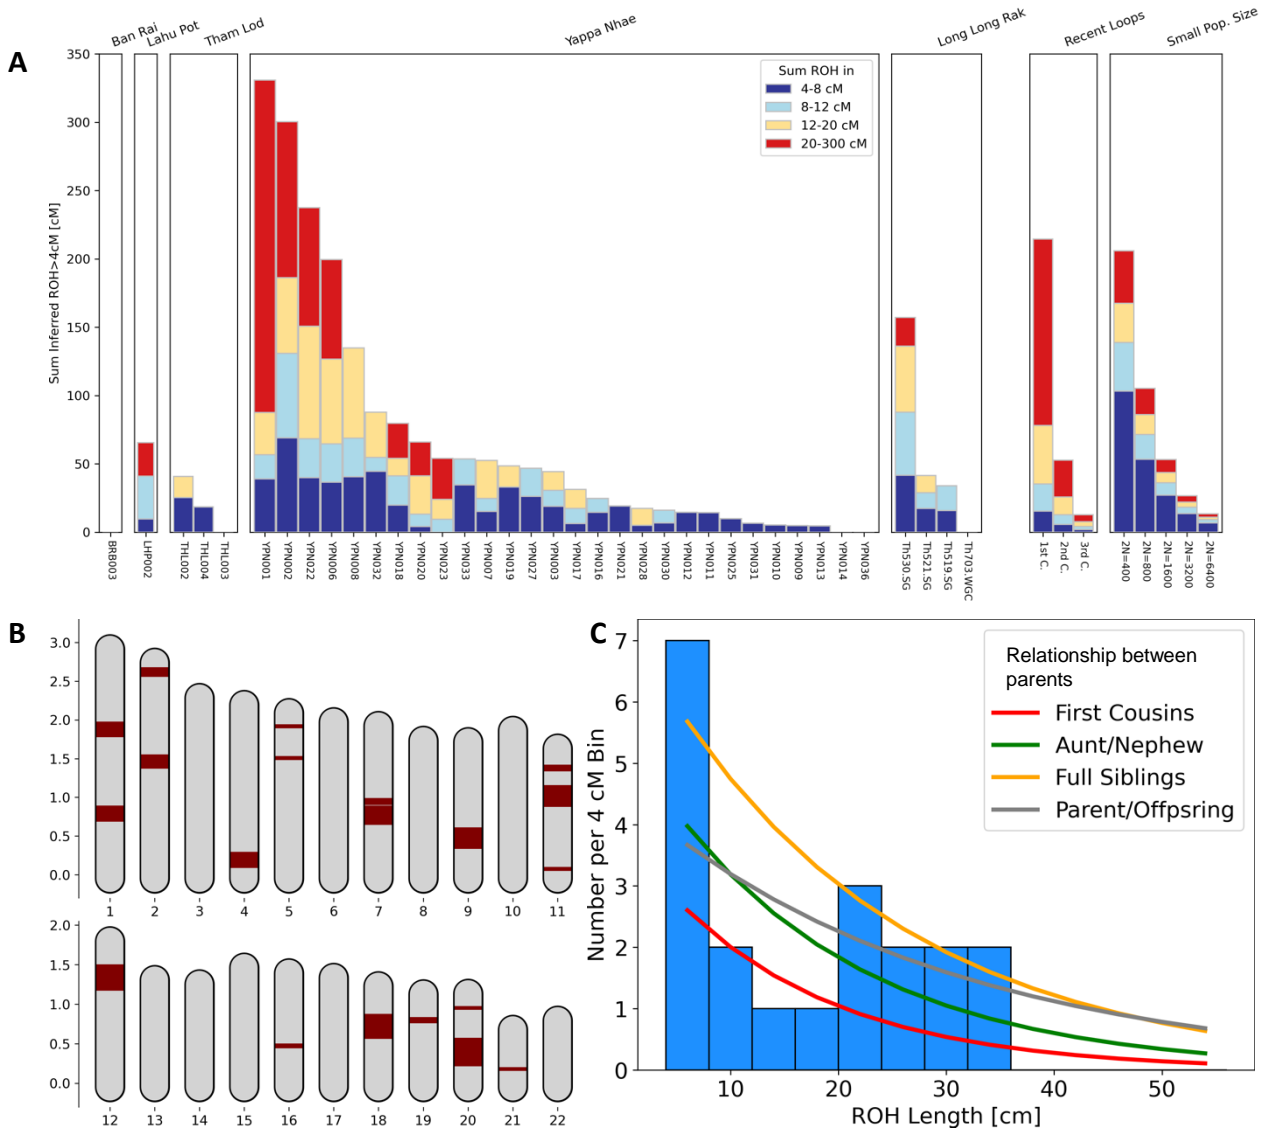 A
Ban Rai
Lahu Pot
Tham Lod
Yappa Nhae
Long Long Rak
Recent Loops
Small Pop. Size
Sum Inferred ROH>4cM [cM]
350
300
250
200
150
100
50
0
Sum ROH in
4-8 cM
8-12 cM
12-20 cM
20-300 cM
BRB003
LHP002
THL002
THL004
THL003
YPN001
YPN002
YPN022
YPN006
YPN008
YPN032
YPN018
YPN020
YPN023
YPN033
YPN007
YPN019
YPN027
YPN003
YPN017
YPN016
YPN021
YPN028
YPN030
YPN012
YPN011
YPN025
YPN031
YPN010
YPN009
YPN013
YPN014
YPN036
Th530.SG
Th521.SG
Th519.SG
Th703.WGC
1st C.
2nd C.
3rd C.
2N=400
2N=800
2N=1600
2N=3200
2N=6400
B
3.0
2.5
2.0
1.5
1.0
0.5
0.0
1 2 3 4 5 6 7 8 9 10 11
2.0
1.5
1.0
0.5
0.0
12 13 14 15 16 17 18 19 20 21 22
C
Number per 4 cM Bin
7
6
5
4
3
2
1
0
Relationship between
parents
First Cousins
Aunt/Nephew
Full Siblings
Parent/Offpsring
10 20 30 40 50
ROH Length [cm]